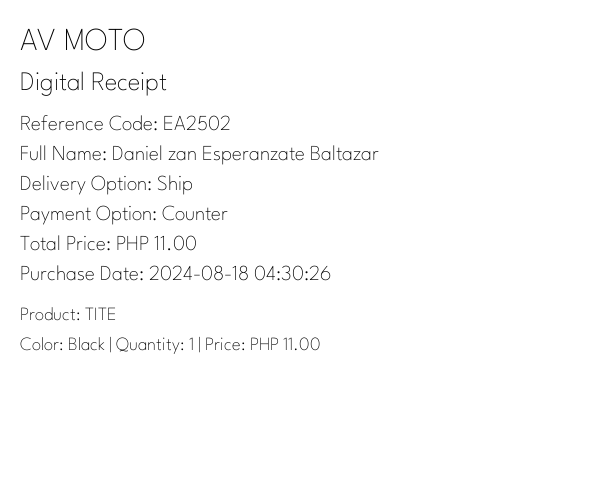 AV MOTO
Digital Receipt
Reference Code: EA2502
Full Name: Daniel zan Esperanzate Baltazar
Delivery Option: Ship
Payment Option: Counter
Total Price: PHP 11.00
Purchase Date: 2024-08-18 04:30:26
Product: TITE
Color: Black | Quantity: 1 | Price: PHP 11.00